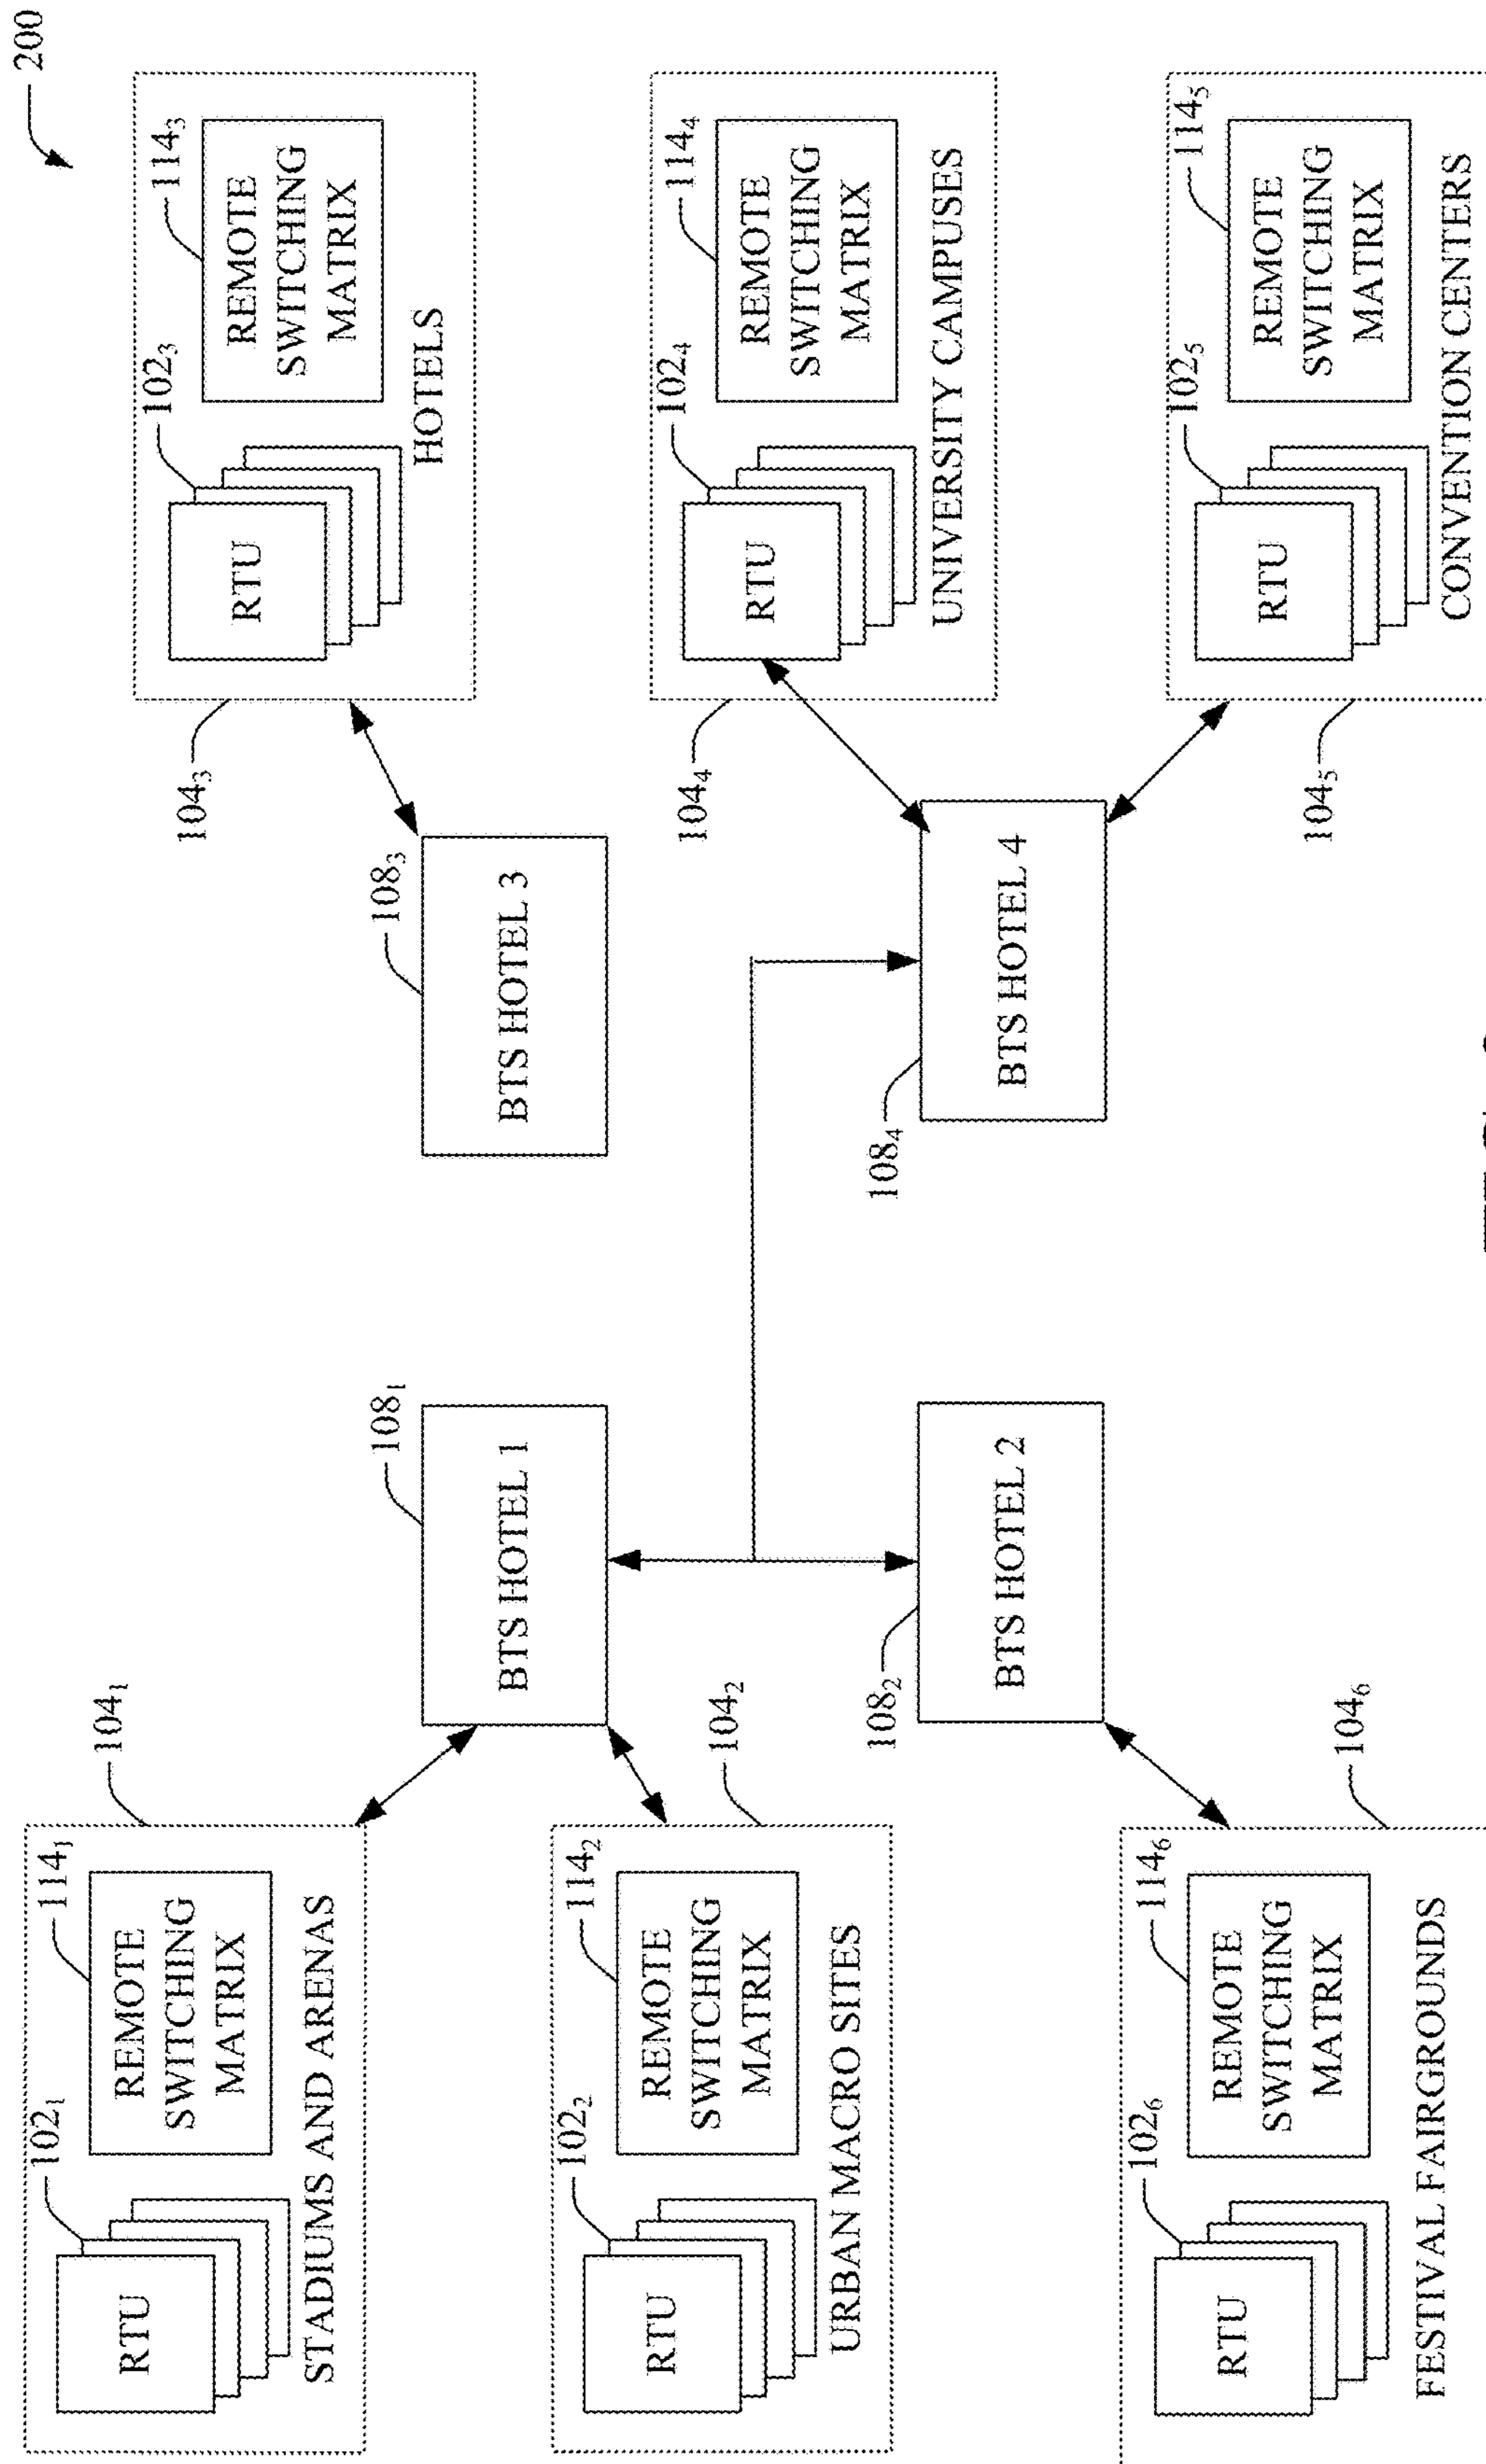 200
104₁
102₁
114₁
RTU
REMOTE
SWITCHING
MATRIX
STADIUMS AND ARENAS
104₃
102₃
114₃
RTU
REMOTE
SWITCHING
MATRIX
HOTELS
108₁
BTS HOTEL 1
108₃
BTS HOTEL 3
104₂
102₂
114₂
RTU
REMOTE
SWITCHING
MATRIX
URBAN MACRO SITES
104₄
102₄
114₄
RTU
REMOTE
SWITCHING
MATRIX
UNIVERSITY CAMPUSES
108₂
BTS HOTEL 2
108₄
BTS HOTEL 4
104₆
102₆
114₆
RTU
REMOTE
SWITCHING
MATRIX
FESTIVAL FAIRGROUNDS
104₅
102₅
114₅
RTU
REMOTE
SWITCHING
MATRIX
CONVENTION CENTERS